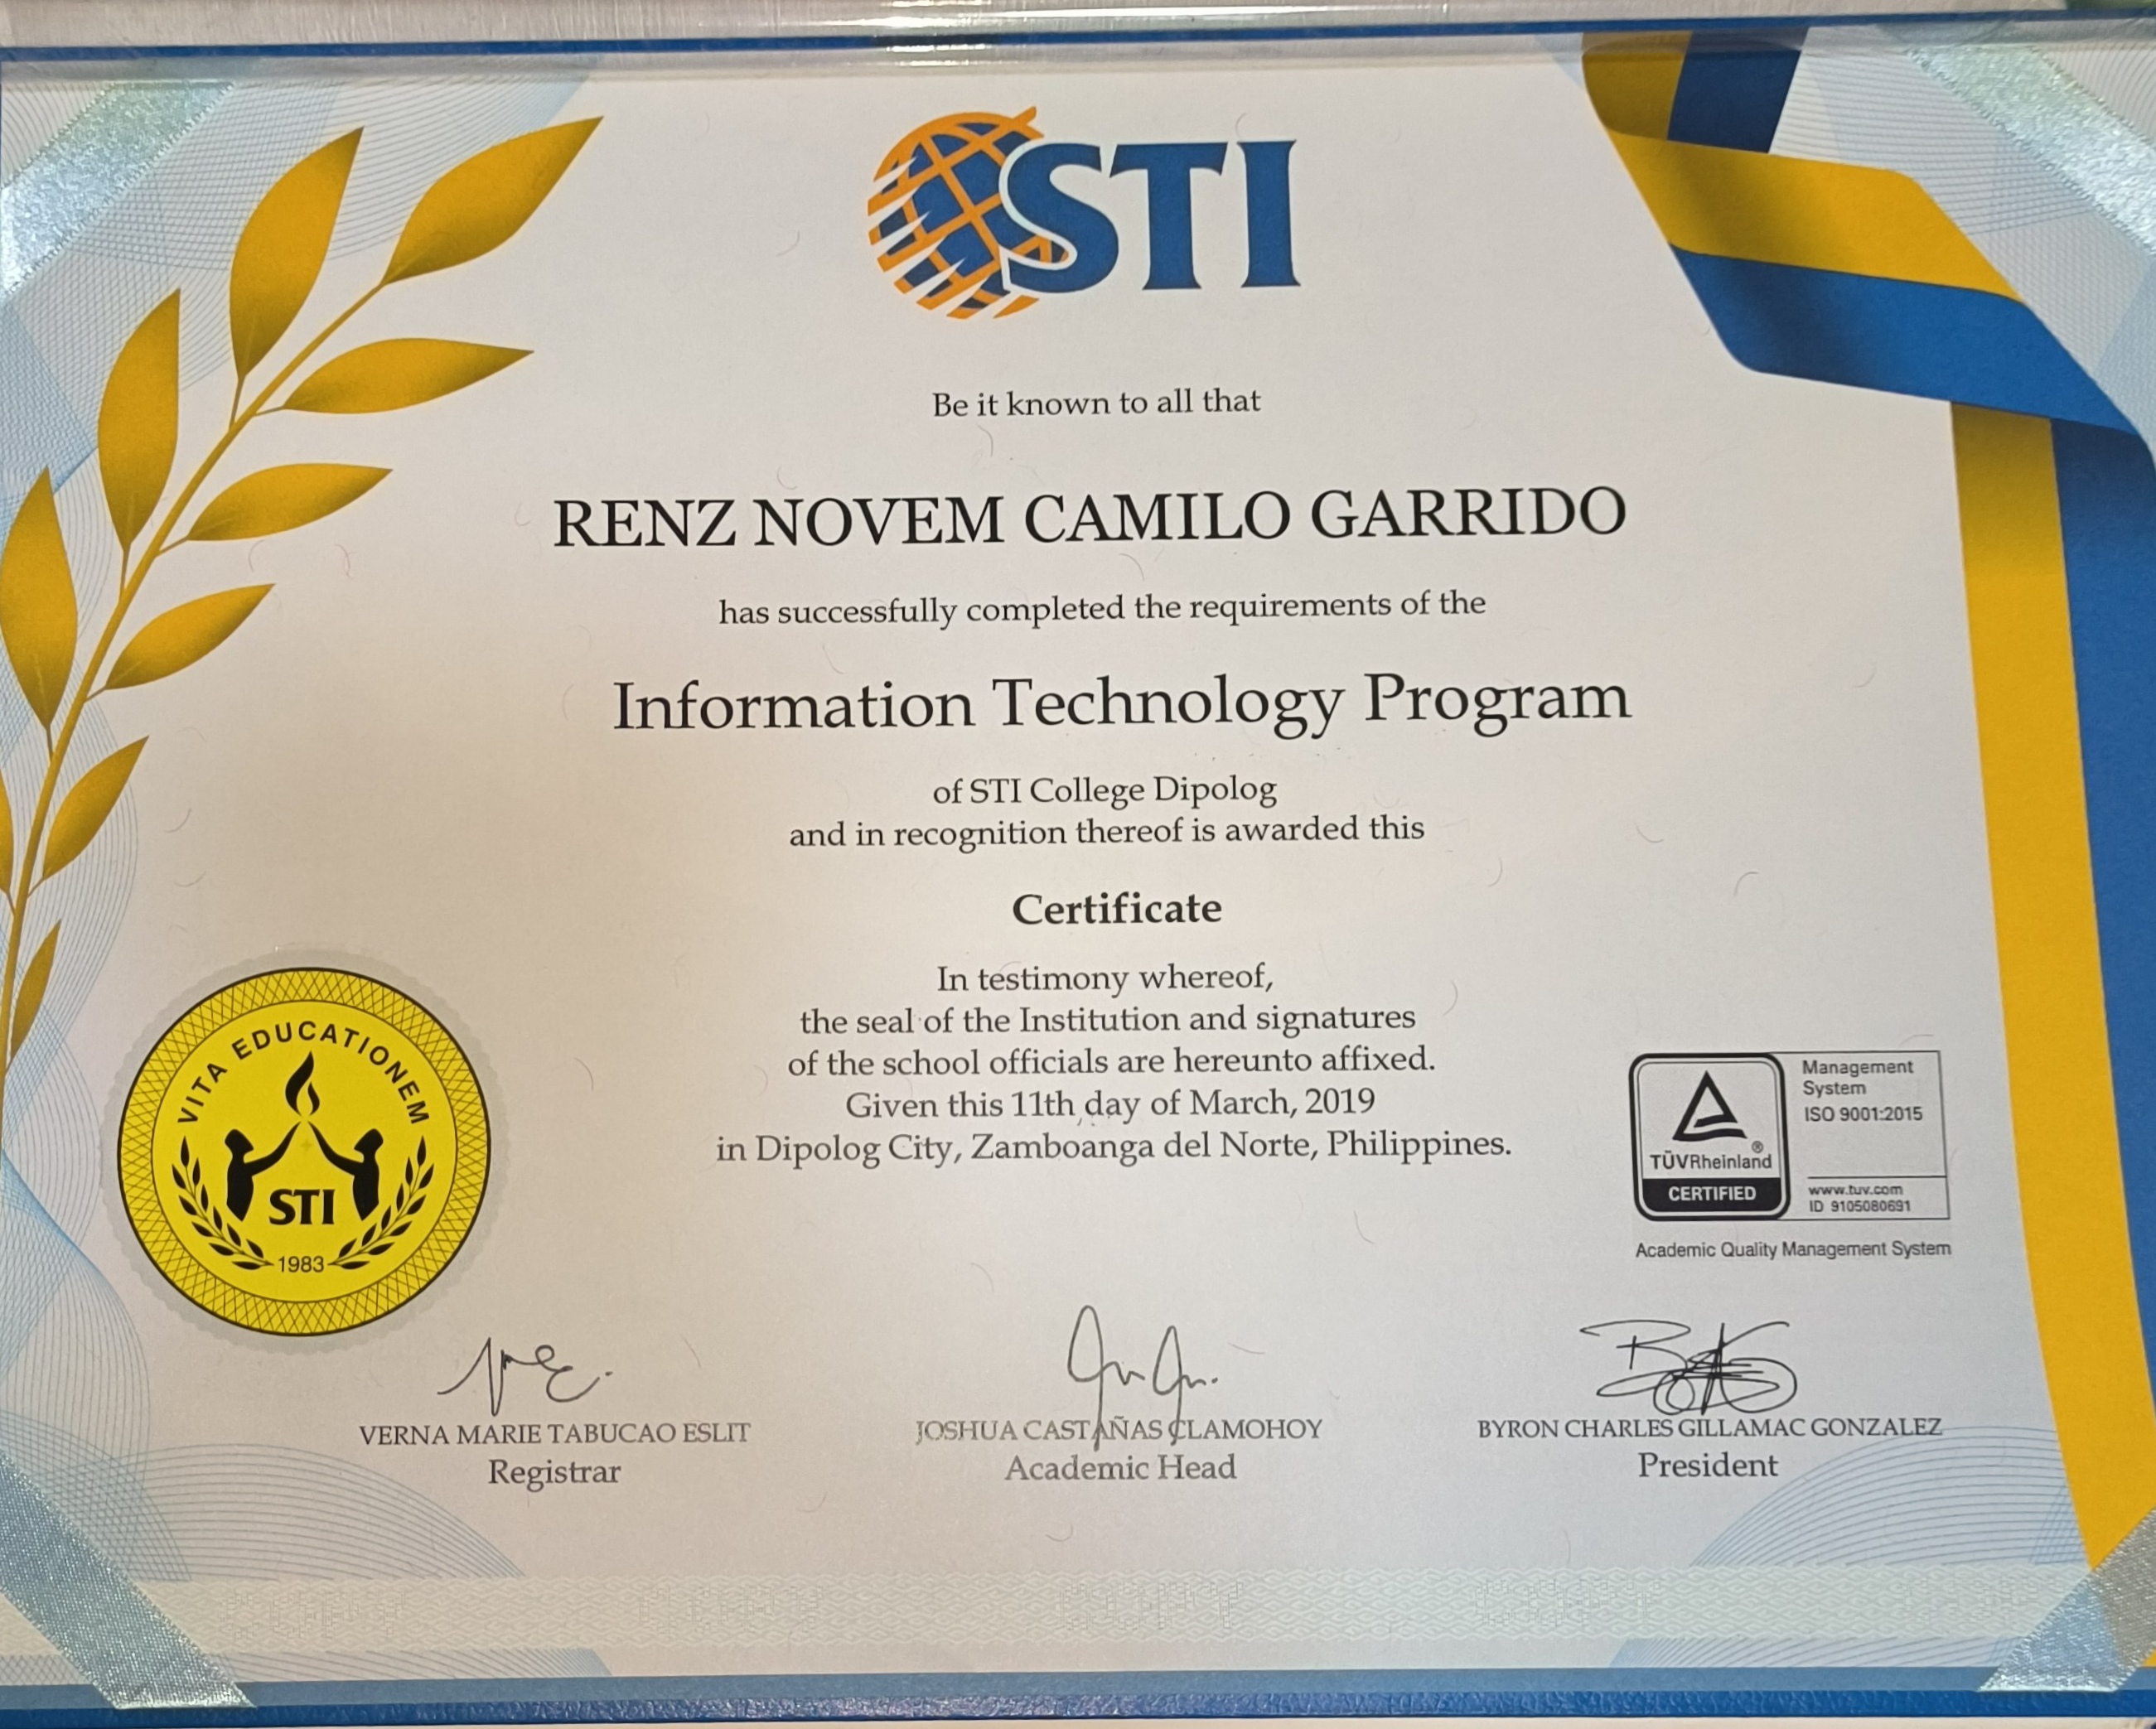 STI
Be it known to all that
RENZ NOVEM CAMILO GARRIDO
has successfully completed the requirements of the
Information Technology Program
of STI College Dipolog
and in recognition thereof is awarded this
Certificate
In testimony whereof,
the seal of the Institution and signatures
of the school officials are hereunto affixed.
Given this 11th day of March, 2019
in Dipolog City, Zamboanga del Norte, Philippines.
VITA EDUCATIONEM
STI
1983
TÜVRheinland®
CERTIFIED
Management
System
ISO 9001:2015
www.tuv.com
ID 9105080691
Academic Quality Management System
VERNA MARIE TABUCAO ESLIT
Registrar
JOSHUA CASTAÑAS CLAMOHOY
Academic Head
BYRON CHARLES GILLAMAC GONZALEZ
President